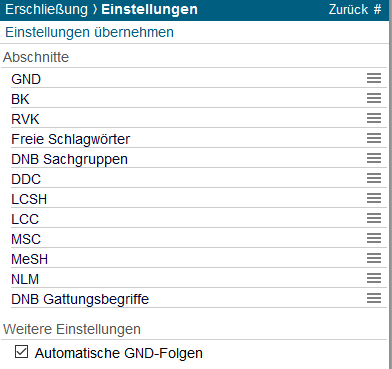 Erschließung ⟩ Einstellungen Zurück #
Einstellungen übernehmen
Abschnitte
GND
BK
RVK
Freie Schlagwörter
DNB Sachgruppen
DDC
LCSH
LCC
MSC
MeSH
NLM
DNB Gattungsbegriffe
Weitere Einstellungen
Automatische GND-Folgen